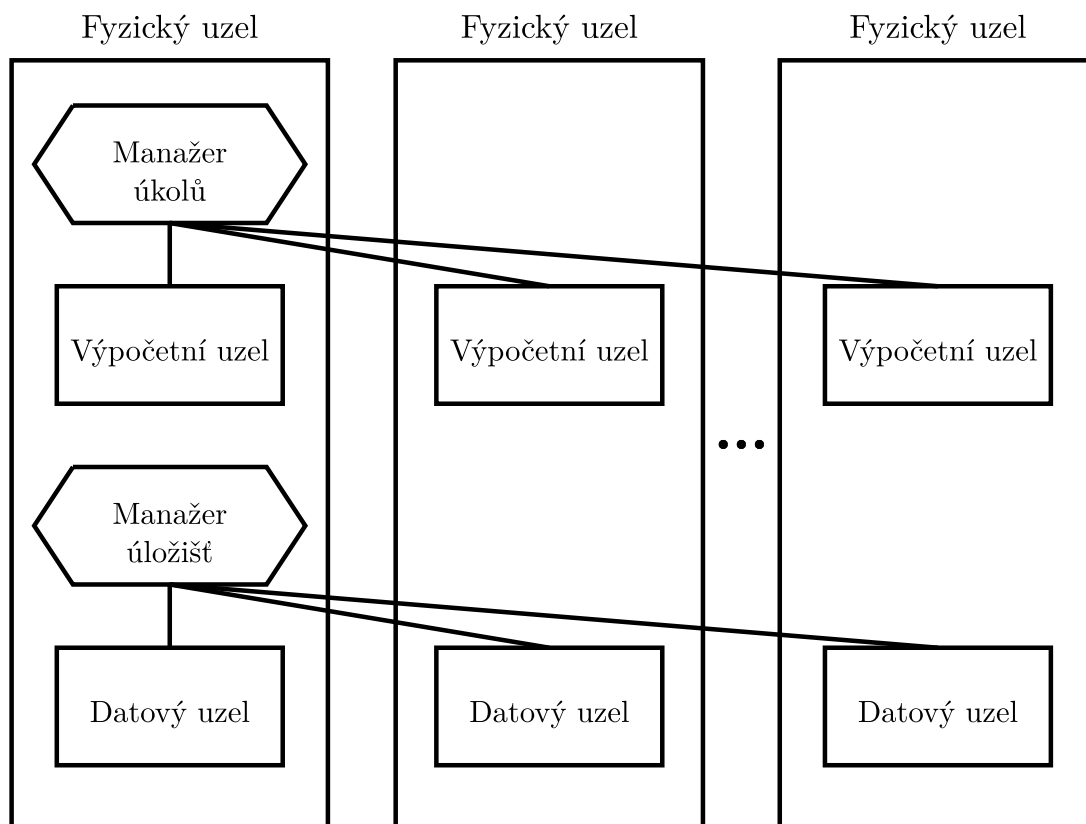 Fyzický uzel
Fyzický uzel
Fyzický uzel
Manažer
úkolů
Výpočetní uzel
Výpočetní uzel
Výpočetní uzel
...
Manažer
úložišť
Datový uzel
Datový uzel
Datový uzel